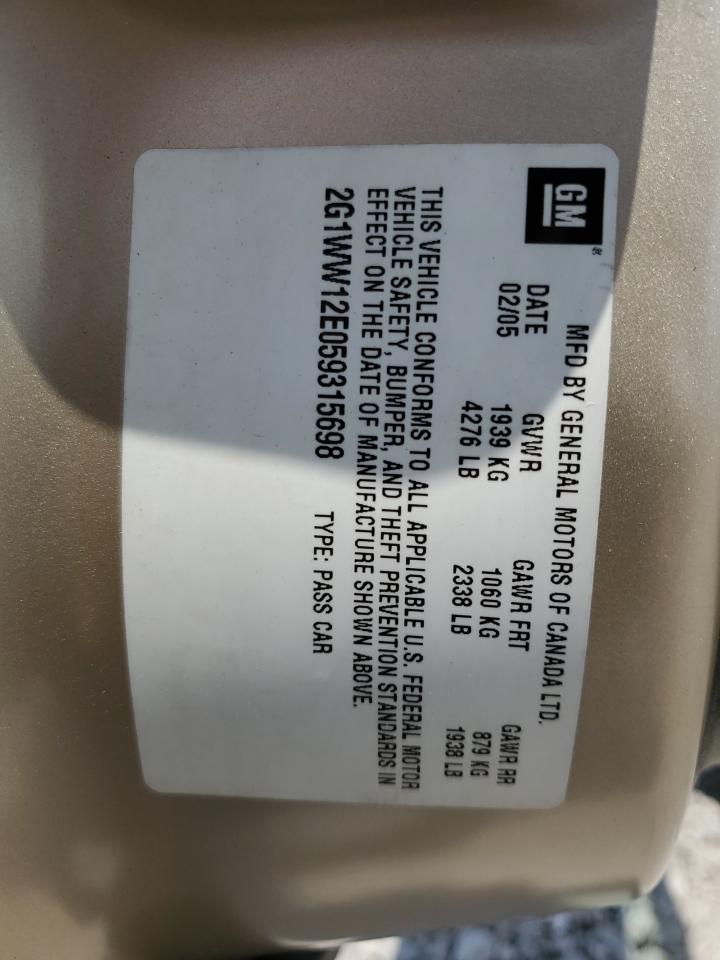 GM®
MFD BY GENERAL MOTORS OF CANADA LTD.
DATE GVWR GAWR FRT GAWR RR
02/05 1939 KG 1060 KG 879 KG
4276 LB 2338 LB 1938 LB
THIS VEHICLE CONFORMS TO ALL APPLICABLE U.S. FEDERAL MOTOR
VEHICLE SAFETY, BUMPER, AND THEFT PREVENTION STANDARDS IN
EFFECT ON THE DATE OF MANUFACTURE SHOWN ABOVE.
2G1WW12E059315698 TYPE: PASS CAR